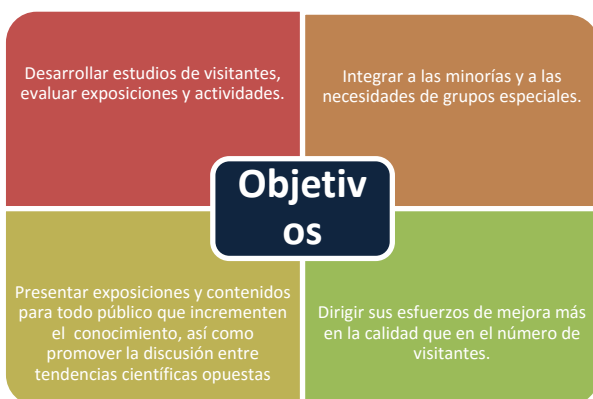 Desarrollar estudios de visitantes,
evaluar exposiciones y actividades.
Integrar a las minorías y a las
necesidades de grupos especiales.
Objetiv
os
Presentar exposiciones y contenidos
para todo público que incrementen
el conocimiento, así como
promover la discusión entre
tendencias científicas opuestas
Dirigir sus esfuerzos de mejora más
en la calidad que en el número de
visitantes.